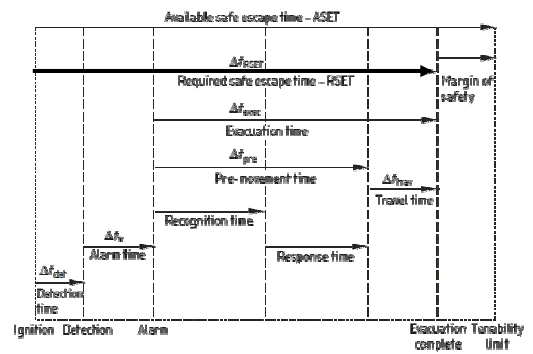 Available safe escape time – ASET
Δt_RSET
Required safe escape time – RSET
Margin of
safety
Δt_evac
Evacuation time
Δt_pre
Pre-movement time
Δt_trav
Travel time
Recognition time
Δt_a
Alarm time
Response time
Δt_det
Detection
time
Ignition Detection Alarm Evacuation Tenability
complete limit